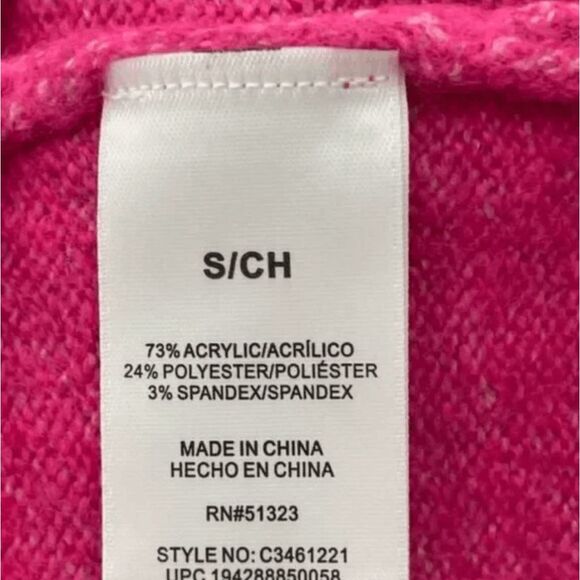 S/CH
73% ACRYLIC/ACRÍLICO
24% POLYESTER/POLIÉSTER
3% SPANDEX/SPANDEX
MADE IN CHINA
HECHO EN CHINA
RN#51323
STYLE NO: C3461221
UPC 194288850058